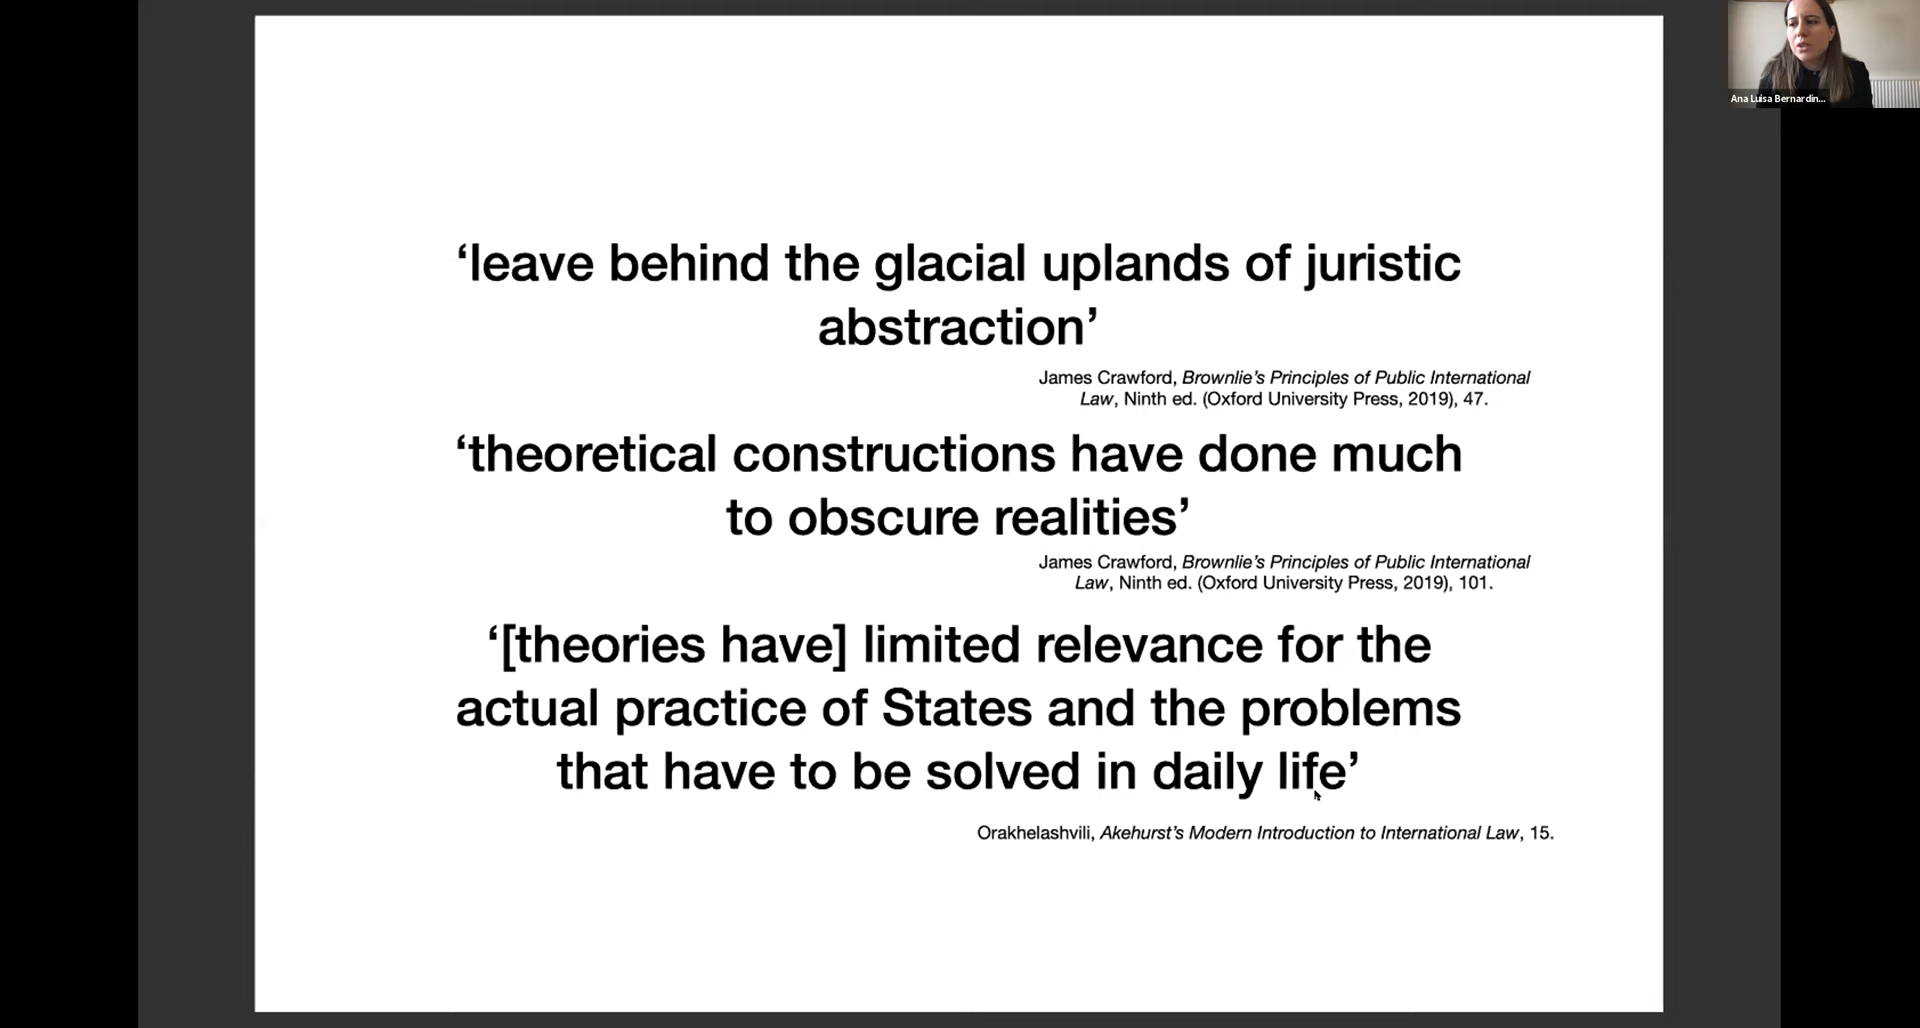 ‘leave behind the glacial uplands of juristic
abstraction’
James Crawford, Brownlie’s Principles of Public International
Law, Ninth ed. (Oxford University Press, 2019), 47.
‘theoretical constructions have done much
to obscure realities’
James Crawford, Brownlie’s Principles of Public International
Law, Ninth ed. (Oxford University Press, 2019), 101.
‘[theories have] limited relevance for the
actual practice of States and the problems
that have to be solved in daily life’
Orakhelashvili, Akehurst’s Modern Introduction to International Law, 15.
Ana Luisa Bernardin...